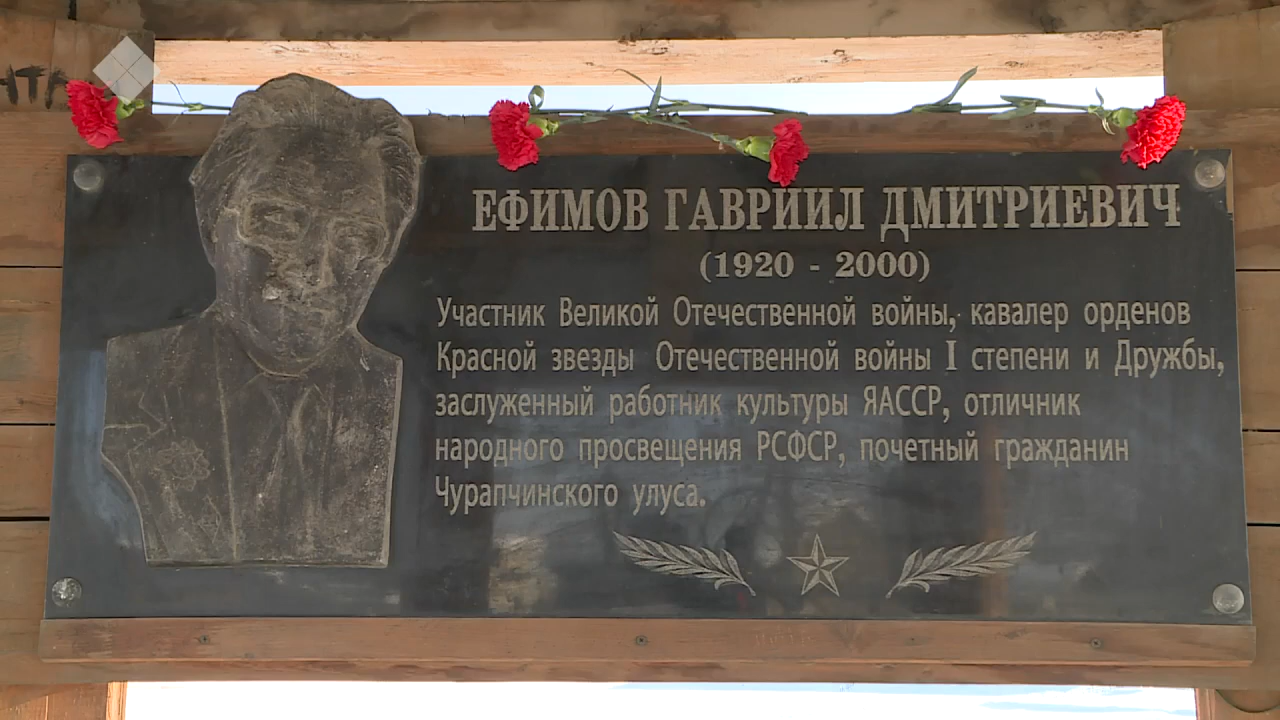 ЕФИМОВ ГАВРИИЛ ДМИТРИЕВИЧ
(1920 - 2000)
Участник Великой Отечественной войны, кавалер орденов
Красной звезды Отечественной войны I степени и Дружбы,
заслуженный работник культуры ЯАССР, отличник
народного просвещения РСФСР, почетный гражданин
Чурапчинского улуса.